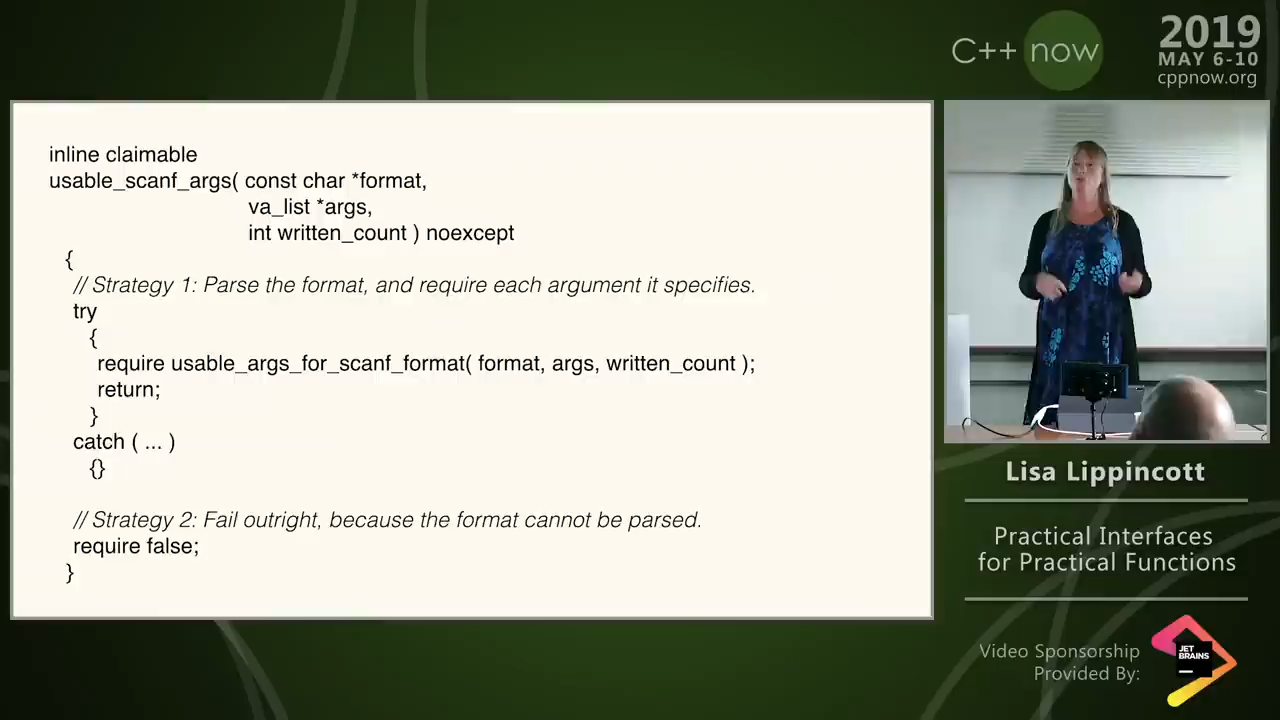 C++ now
2019
MAY 6-10
cppnow.org
inline claimable
usable_scanf_args( const char *format,
va_list *args,
int written_count ) noexcept
{
// Strategy 1: Parse the format, and require each argument it specifies.
try
{
require usable_args_for_scanf_format( format, args, written_count );
return;
}
catch ( ... )
{}
// Strategy 2: Fail outright, because the format cannot be parsed.
require false;
}
Lisa Lippincott
Practical Interfaces
for Practical Functions
Video Sponsorship
Provided By:
JET
BRAINS